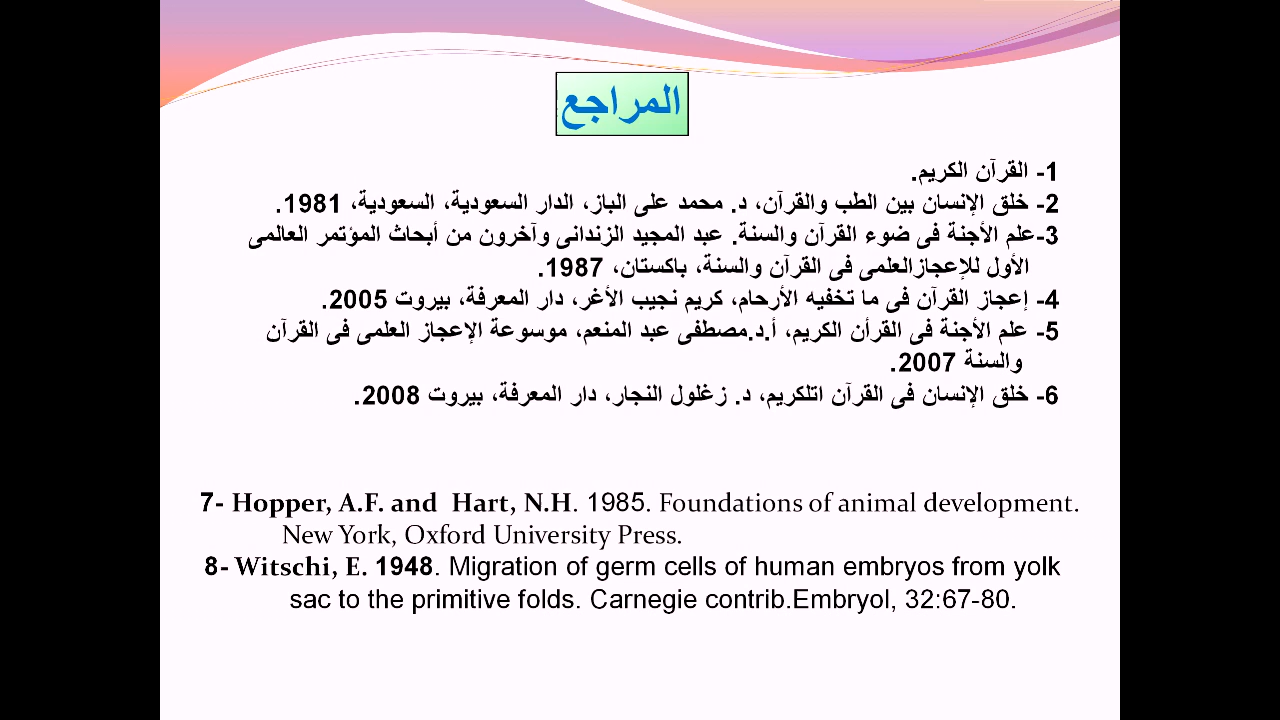 المراجع
1- القرآن الكريم.
2- خلق الإنسان بين الطب والقرآن، د. محمد على الباز، الدار السعودية، السعودية، 1981.
3-علم الأجنة فى ضوء القرآن والسنة. عبد المجيد الزندانى وآخرون من أبحاث المؤتمر العالمى
الأول للإعجازالعلمى فى القرآن والسنة، باكستان، 1987.
4- إعجاز القرآن فى ما تخفيه الأرحام، كريم نجيب الأغر، دار المعرفة، بيروت 2005.
5- علم الأجنة فى القرأن الكريم، أ.د.مصطفى عبد المنعم، موسوعة الإعجاز العلمى فى القرآن
والسنة 2007.
6- خلق الإنسان فى القرآن اتلكريم، د. زغلول النجار، دار المعرفة، بيروت 2008.
7- Hopper, A.F. and Hart, N.H. 1985. Foundations of animal development.
New York, Oxford University Press.
8- Witschi, E. 1948. Migration of germ cells of human embryos from yolk
sac to the primitive folds. Carnegie contrib.Embryol, 32:67-80.